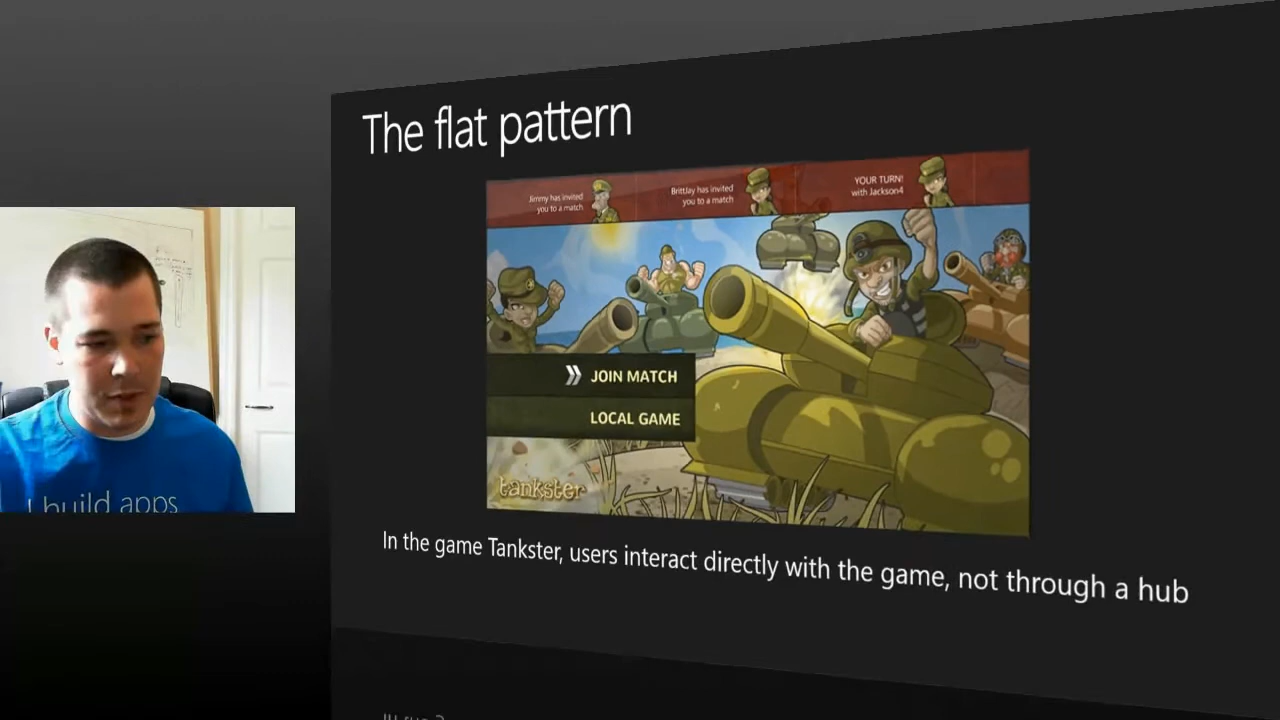 The flat pattern
Jimmy has invited
you to a match
BrittJay has invited
you to a match
YOUR TURN!
with Jackson4
JOIN MATCH
LOCAL GAME
tankster
In the game Tankster, users interact directly with the game, not through a hub
I build apps